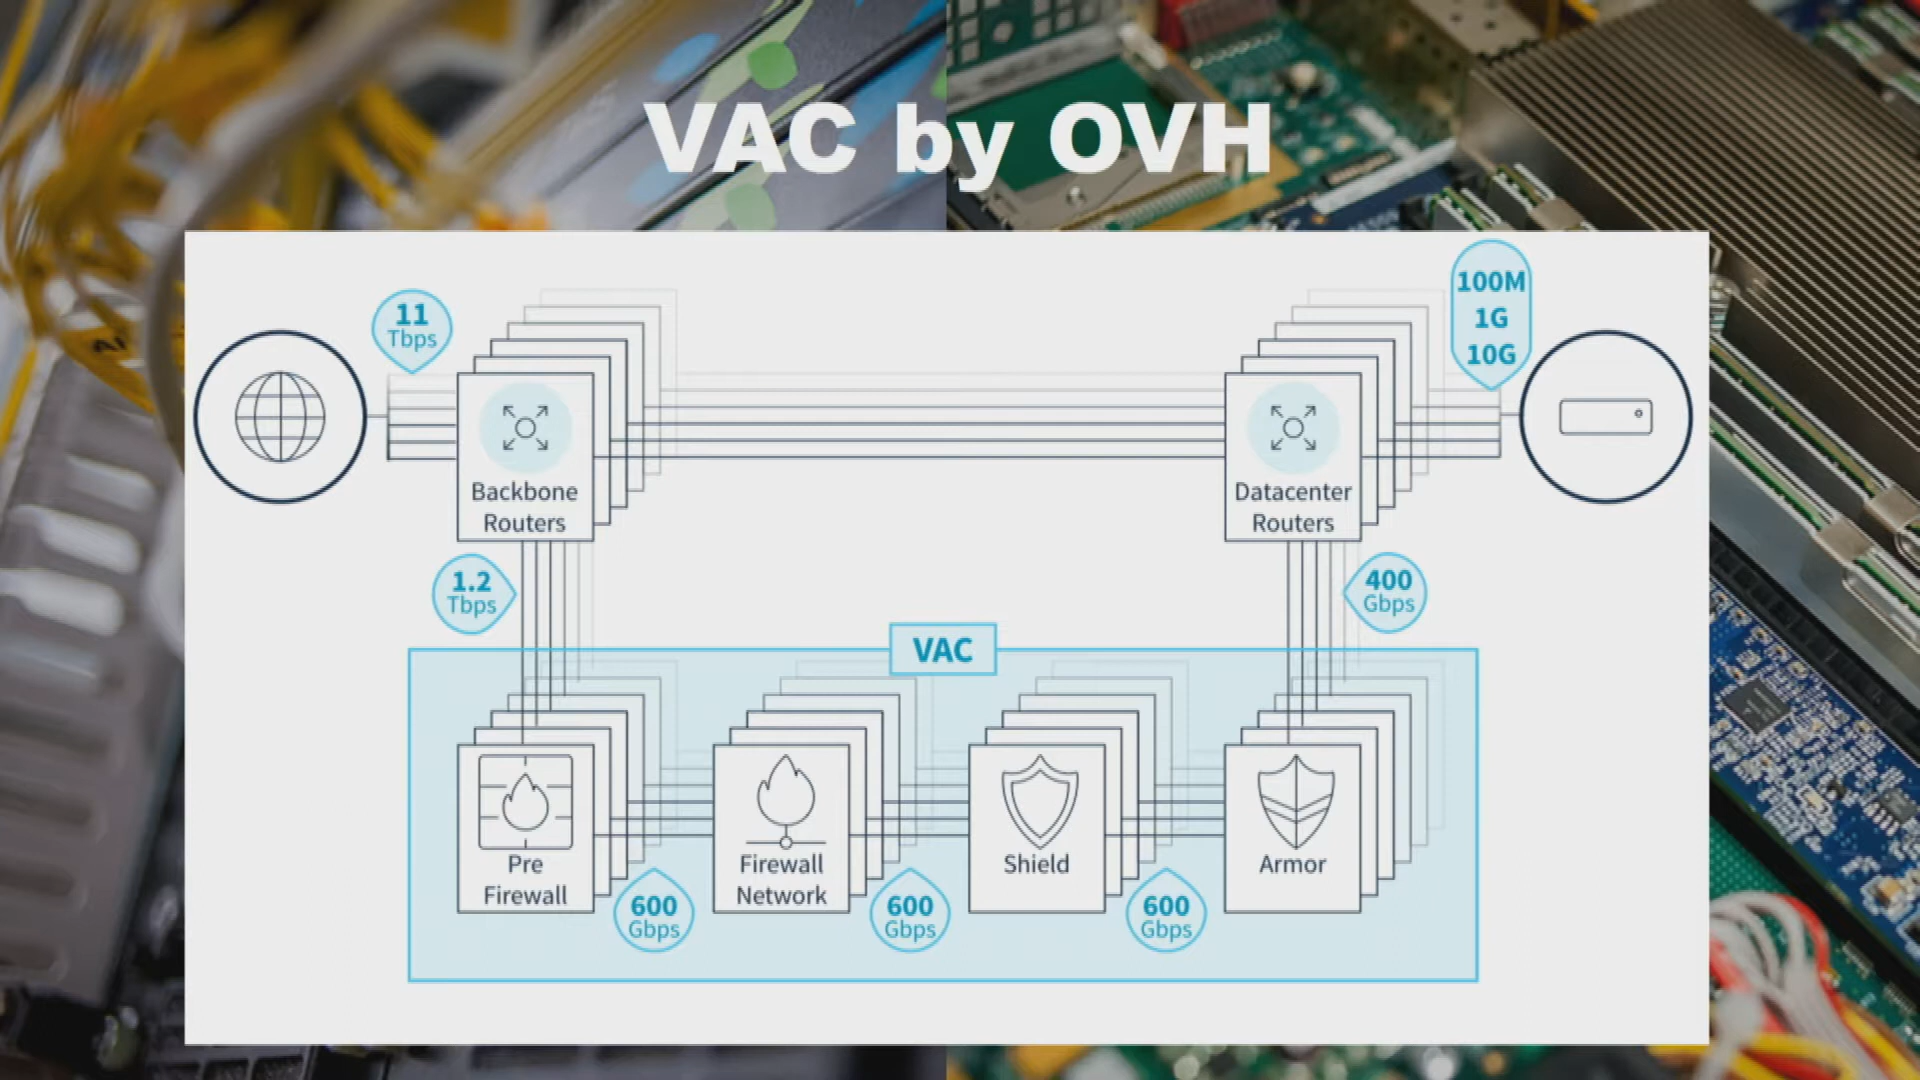 VAC by OVH
11
Tbps
100M
1G
10G
Backbone
Routers
Datacenter
Routers
1.2
Tbps
400
Gbps
VAC
Pre
Firewall
Firewall
Network
Shield
Armor
600
Gbps
600
Gbps
600
Gbps